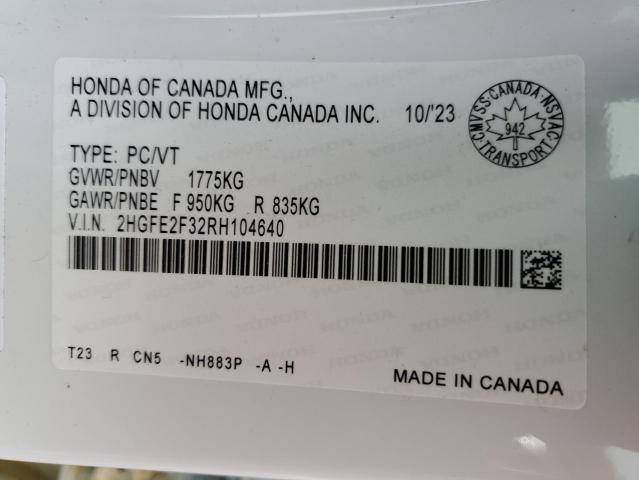 HONDA OF CANADA MFG.,
A DIVISION OF HONDA CANADA INC. 10/'23
CMVSS·CANADA·NSVAC
942
TRANSPORT
TYPE: PC/VT
GVWR/PNBV 1775KG
GAWR/PNBE F 950KG R 835KG
V.I.N. 2HGFE2F32RH104640
T23 R CN5 -NH883P -A -H
MADE IN CANADA